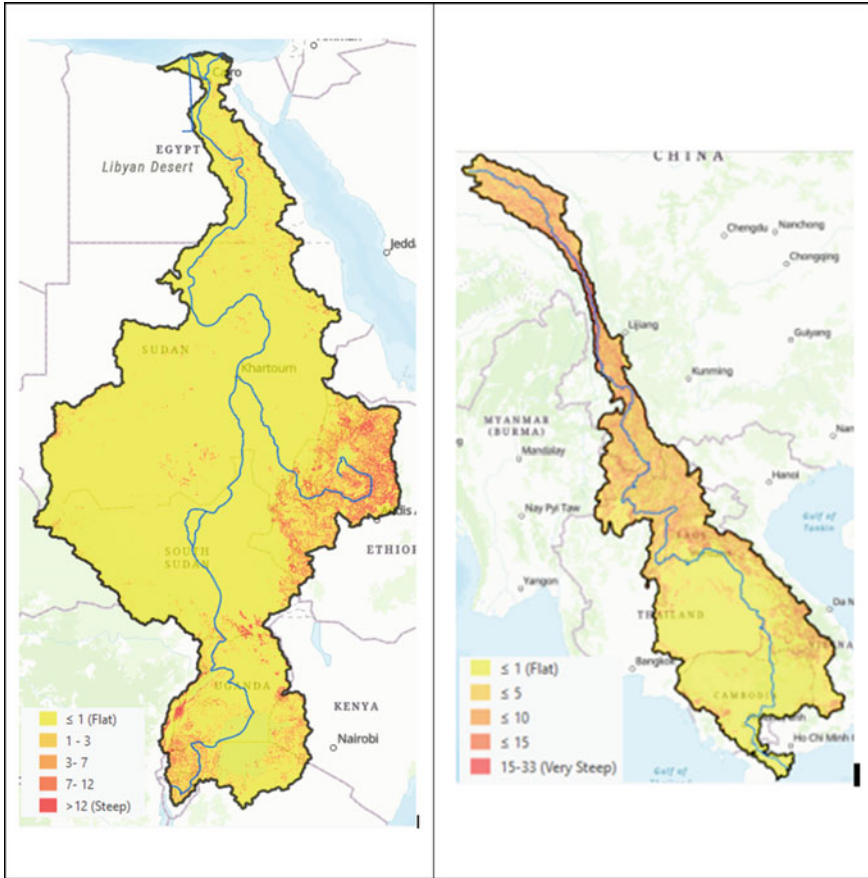 Cairo
EGYPT
Libyan Desert
SUDAN
Khartoum
SOUTH
SUDAN
UGANDA
KENYA
Nairobi
≤ 1 (Flat)
1 - 3
3- 7
7- 12
>12 (Steep)
CHINA
Chengdu
Nanchong
Chongqing
Lijiang
Guiyang
Kunming
MYANMAR
(BURMA)
Mandalay
Hanoi
Nay Pyi Taw
Gulf of
Tonkin
LAOS
Yangon
THAILAND
Bangkok
CAMBODIA
Ho Chi Minh
Gulf of
≤ 1 (Flat)
≤ 5
≤ 10
≤ 15
15-33 (Very Steep)